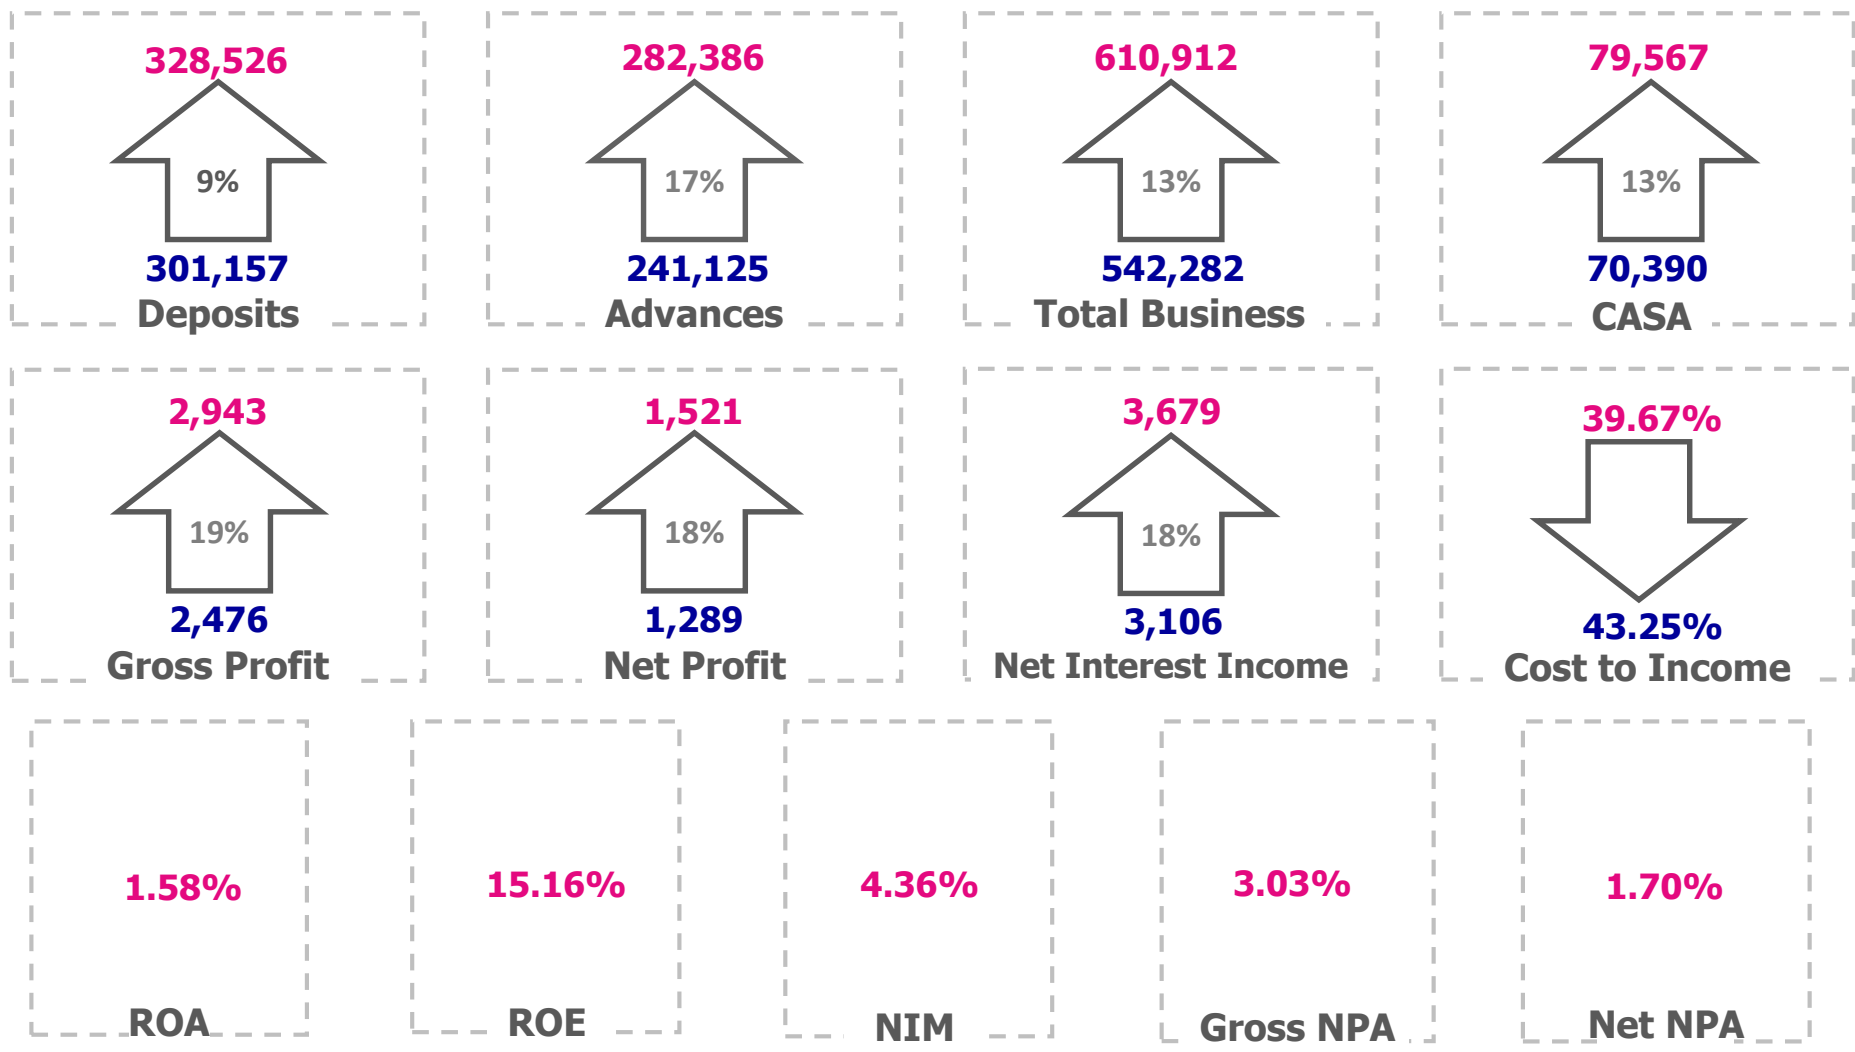 328,526
9%
301,157
Deposits
282,386
17%
241,125
Advances
610,912
13%
542,282
Total Business
79,567
13%
70,390
CASA
2,943
19%
2,476
Gross Profit
1,521
18%
1,289
Net Profit
3,679
18%
3,106
Net Interest Income
39.67%
43.25%
Cost to Income
1.58%
ROA
15.16%
ROE
4.36%
NIM
3.03%
Gross NPA
1.70%
Net NPA